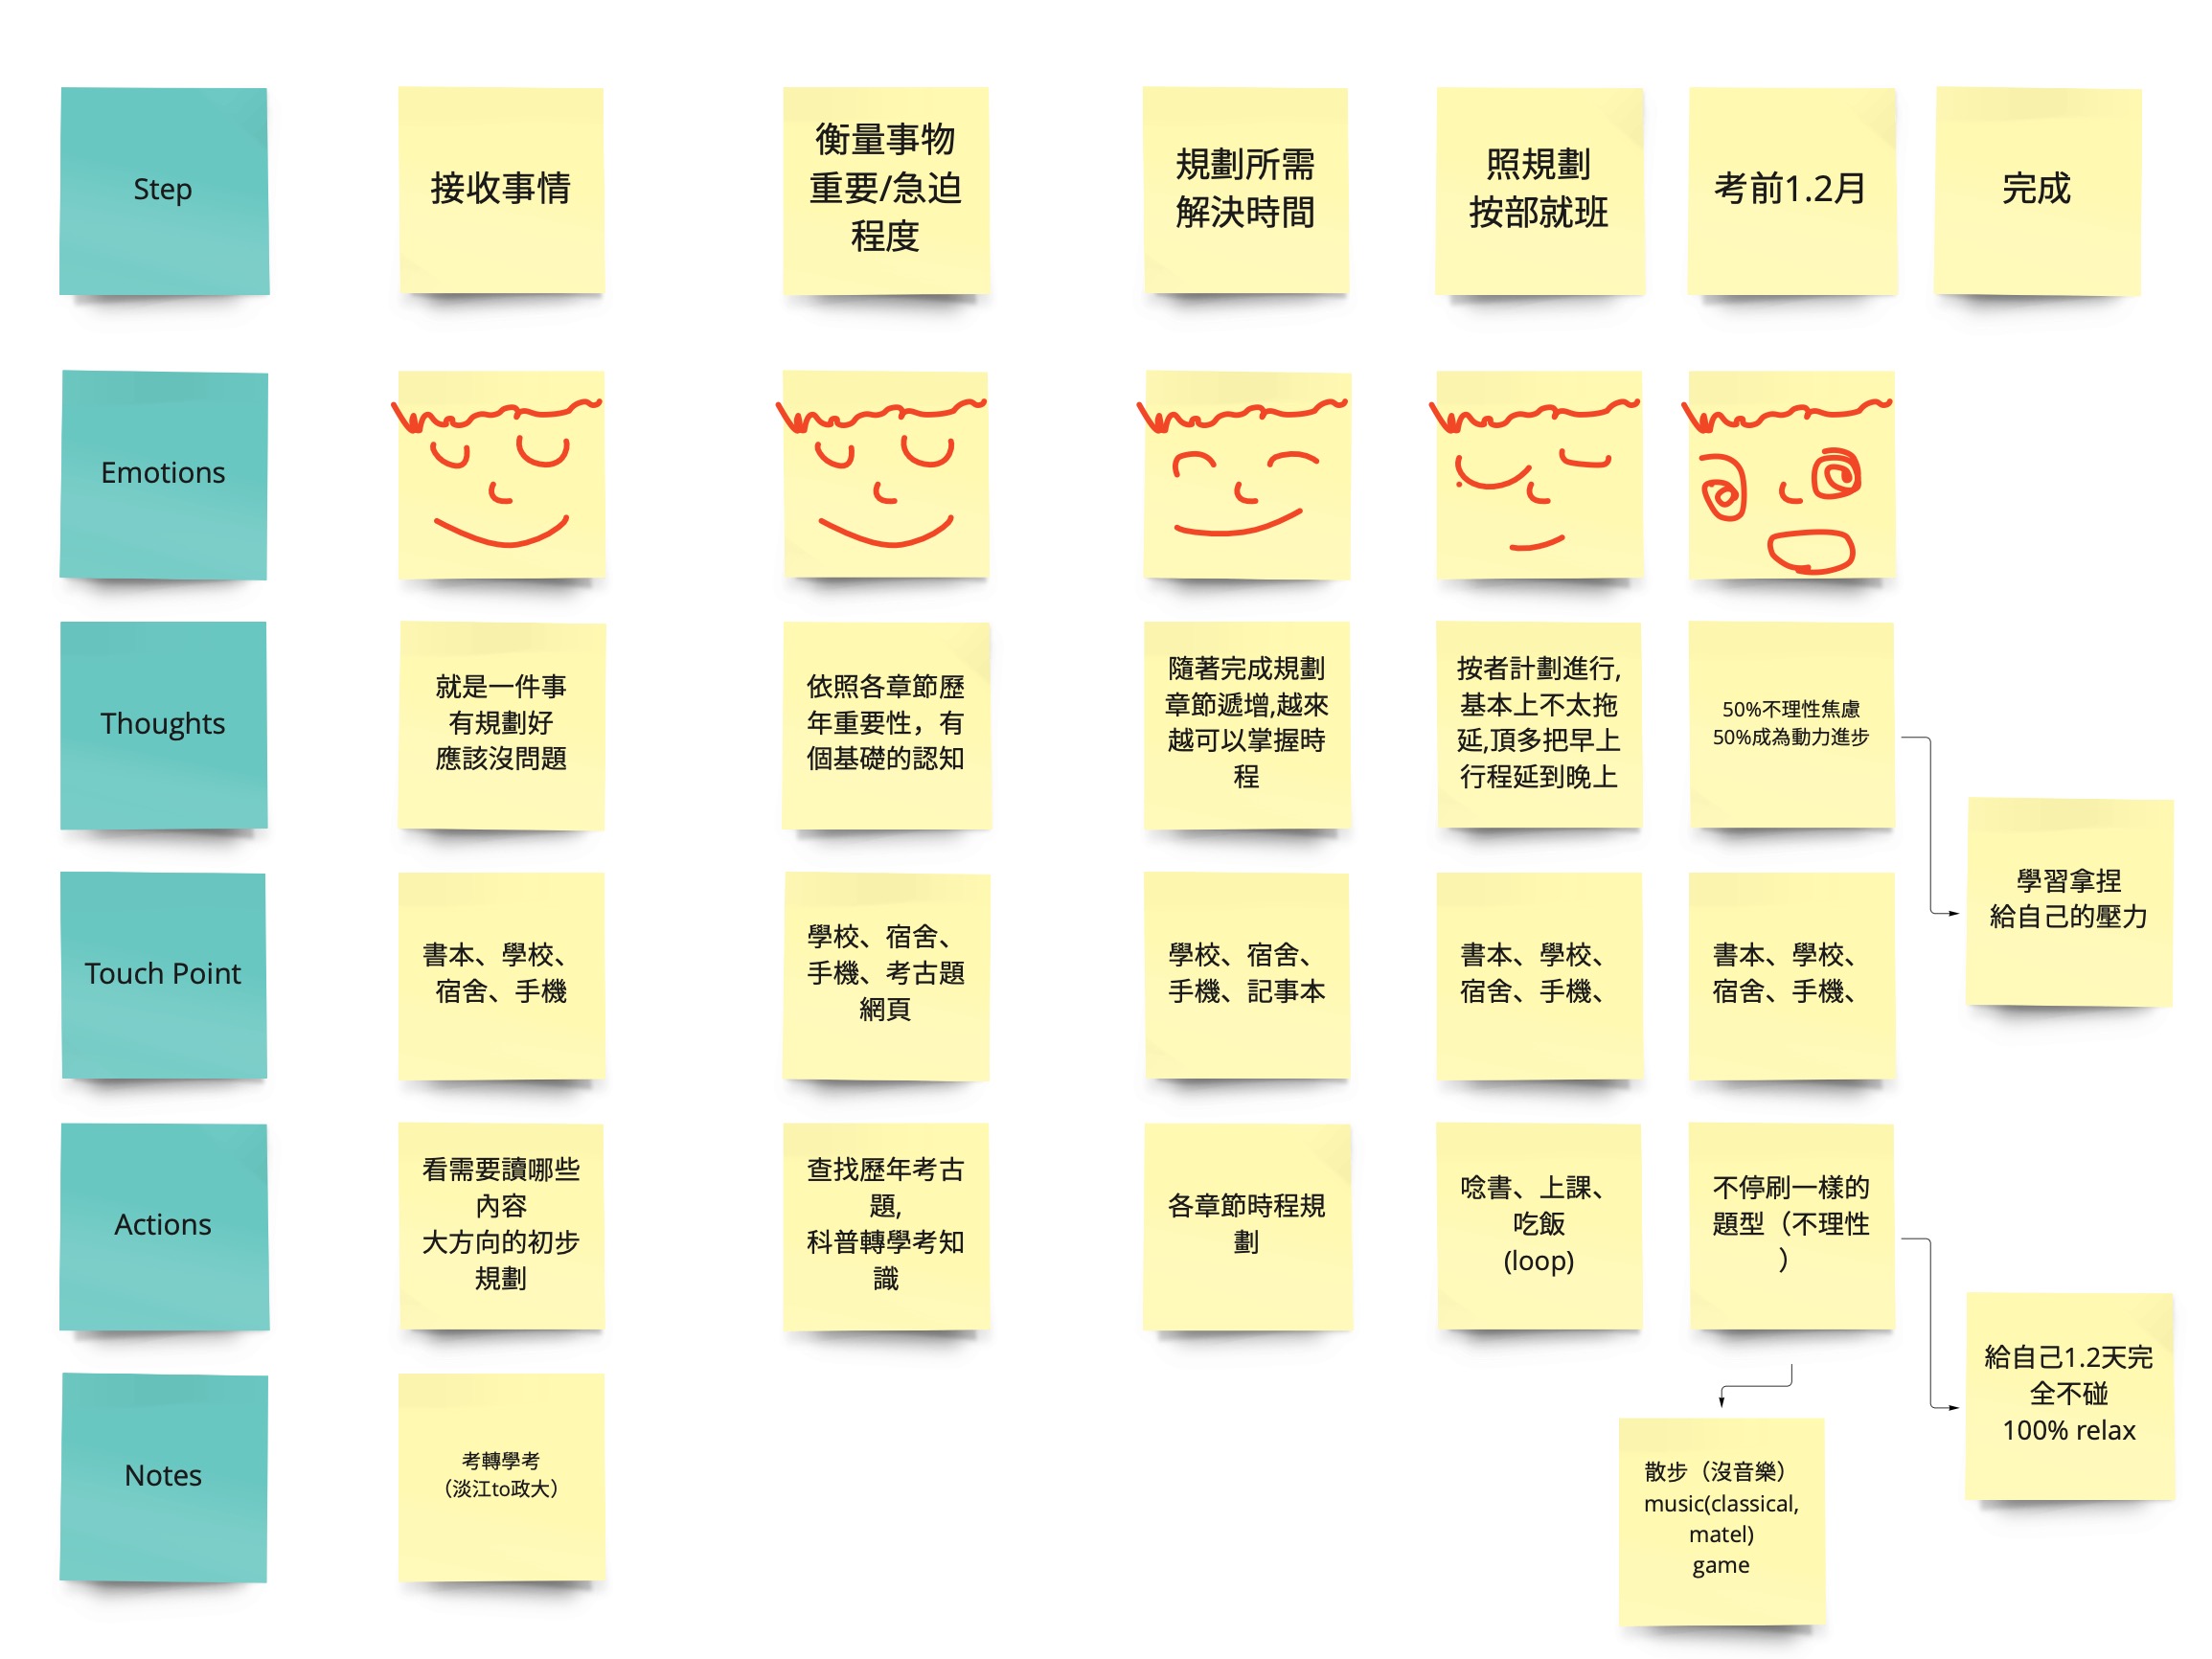 Step
接收事情
衡量事物
重要/急迫
程度
規劃所需
解決時間
照規劃
按部就班
考前1.2月
完成
Emotions
Thoughts
就是一件事
有規劃好
應該沒問題
依照各章節歷
年重要性，有
個基礎的認知
隨著完成規劃
章節遞增,越來
越可以掌握時
程
按者計劃進行,
基本上不太拖
延,頂多把早上
行程延到晚上
50%不理性焦慮
50%成為動力進步
學習拿捏
給自己的壓力
Touch Point
書本、學校、
宿舍、手機
學校、宿舍、
手機、考古題
網頁
學校、宿舍、
手機、記事本
書本、學校、
宿舍、手機、
書本、學校、
宿舍、手機、
Actions
看需要讀哪些
內容
大方向的初步
規劃
查找歷年考古
題,
科普轉學考知
識
各章節時程規
劃
唸書、上課、
吃飯
(loop)
不停刷一樣的
題型（不理性
）
給自己1.2天完
全不碰
100% relax
Notes
考轉學考
（淡江to政大）
散步（沒音樂）
music(classical,
matel)
game